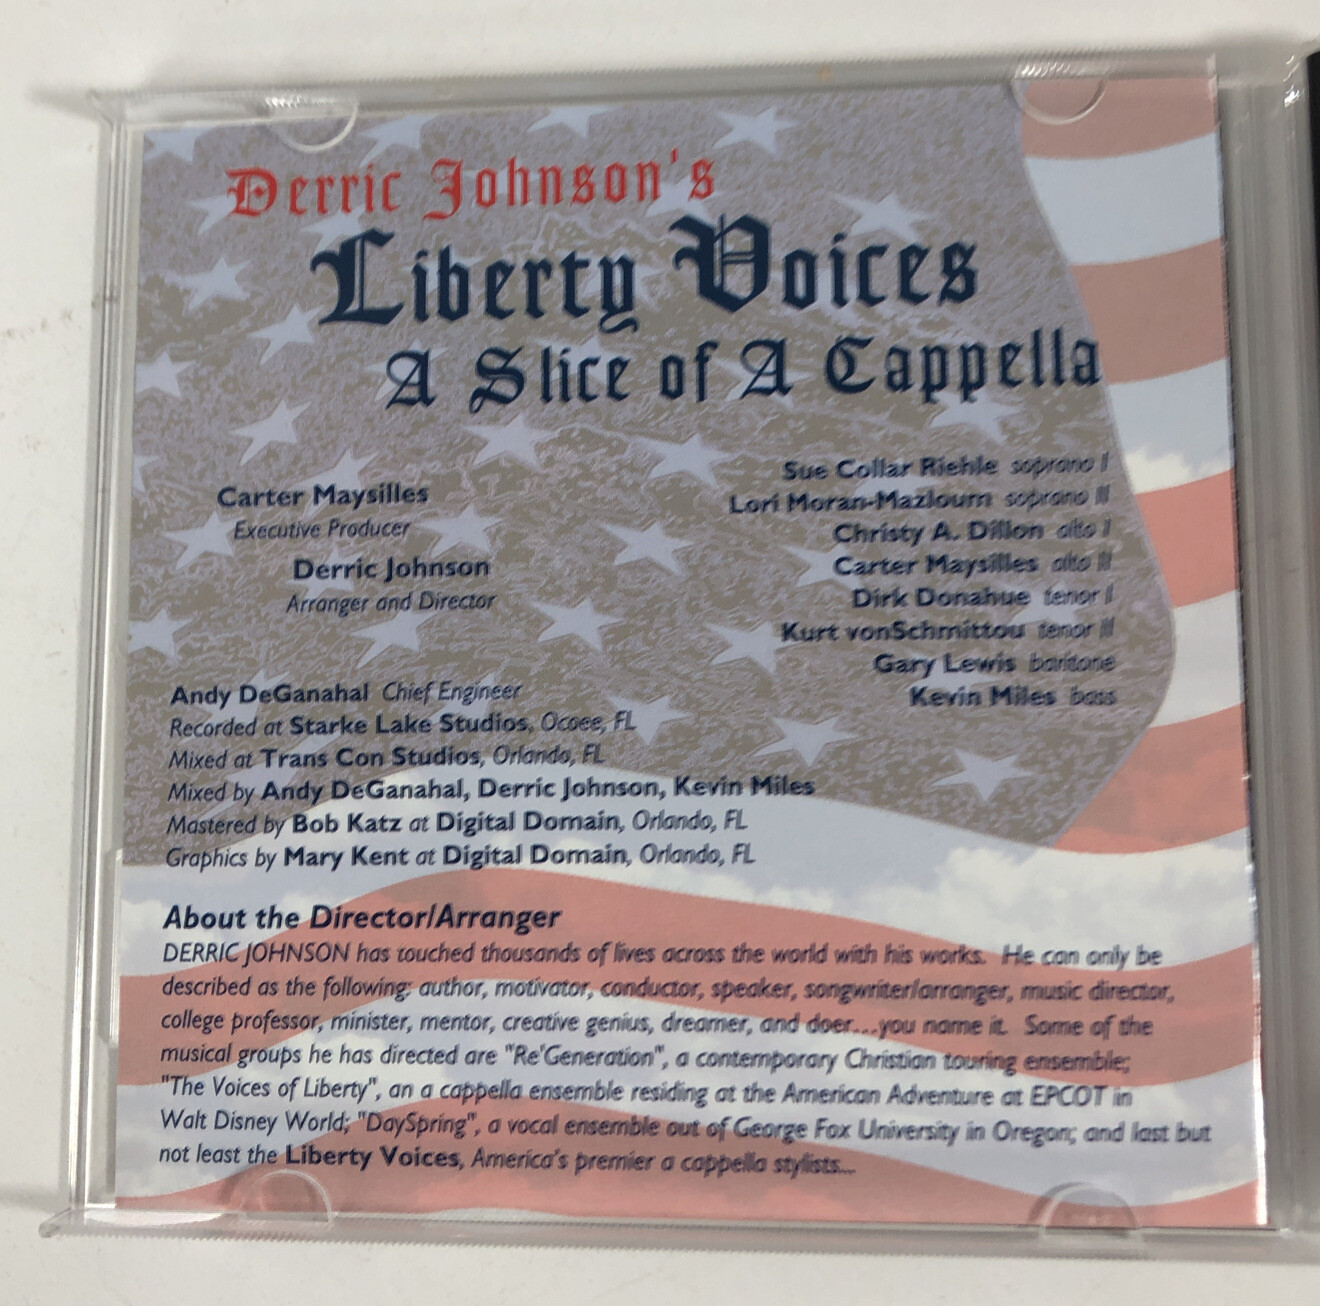 Derric Johnson's
Liberty Voices
A Slice of A Cappella
Carter Maysilles
Executive Producer
Derric Johnson
Arranger and Director
Sue Collar Riehle soprano I
Lori Moran-Mazloum soprano II
Christy A. Dillon alto I
Carter Maysilles alto II
Dirk Donahue tenor I
Kurt vonSchmittou tenor II
Gary Lewis baritone
Kevin Miles bass
Andy DeGanahal Chief Engineer
Recorded at Starke Lake Studios, Ocoee, FL
Mixed at Trans Con Studios, Orlando, FL
Mixed by Andy DeGanahal, Derric Johnson, Kevin Miles
Mastered by Bob Katz at Digital Domain, Orlando, FL
Graphics by Mary Kent at Digital Domain, Orlando, FL
About the Director/Arranger
DERRIC JOHNSON has touched thousands of lives across the world with his works. He can only be
described as the following: author, motivator, conductor, speaker, songwriter/arranger, music director,
college professor, minister, mentor, creative genius, dreamer, and doer...you name it. Some of the
musical groups he has directed are "Re'Generation", a contemporary Christian touring ensemble;
"The Voices of Liberty", an a cappella ensemble residing at the American Adventure at EPCOT in
Walt Disney World; "DaySpring", a vocal ensemble out of George Fox University in Oregon; and last but
not least the Liberty Voices, America's premier a cappella stylists...